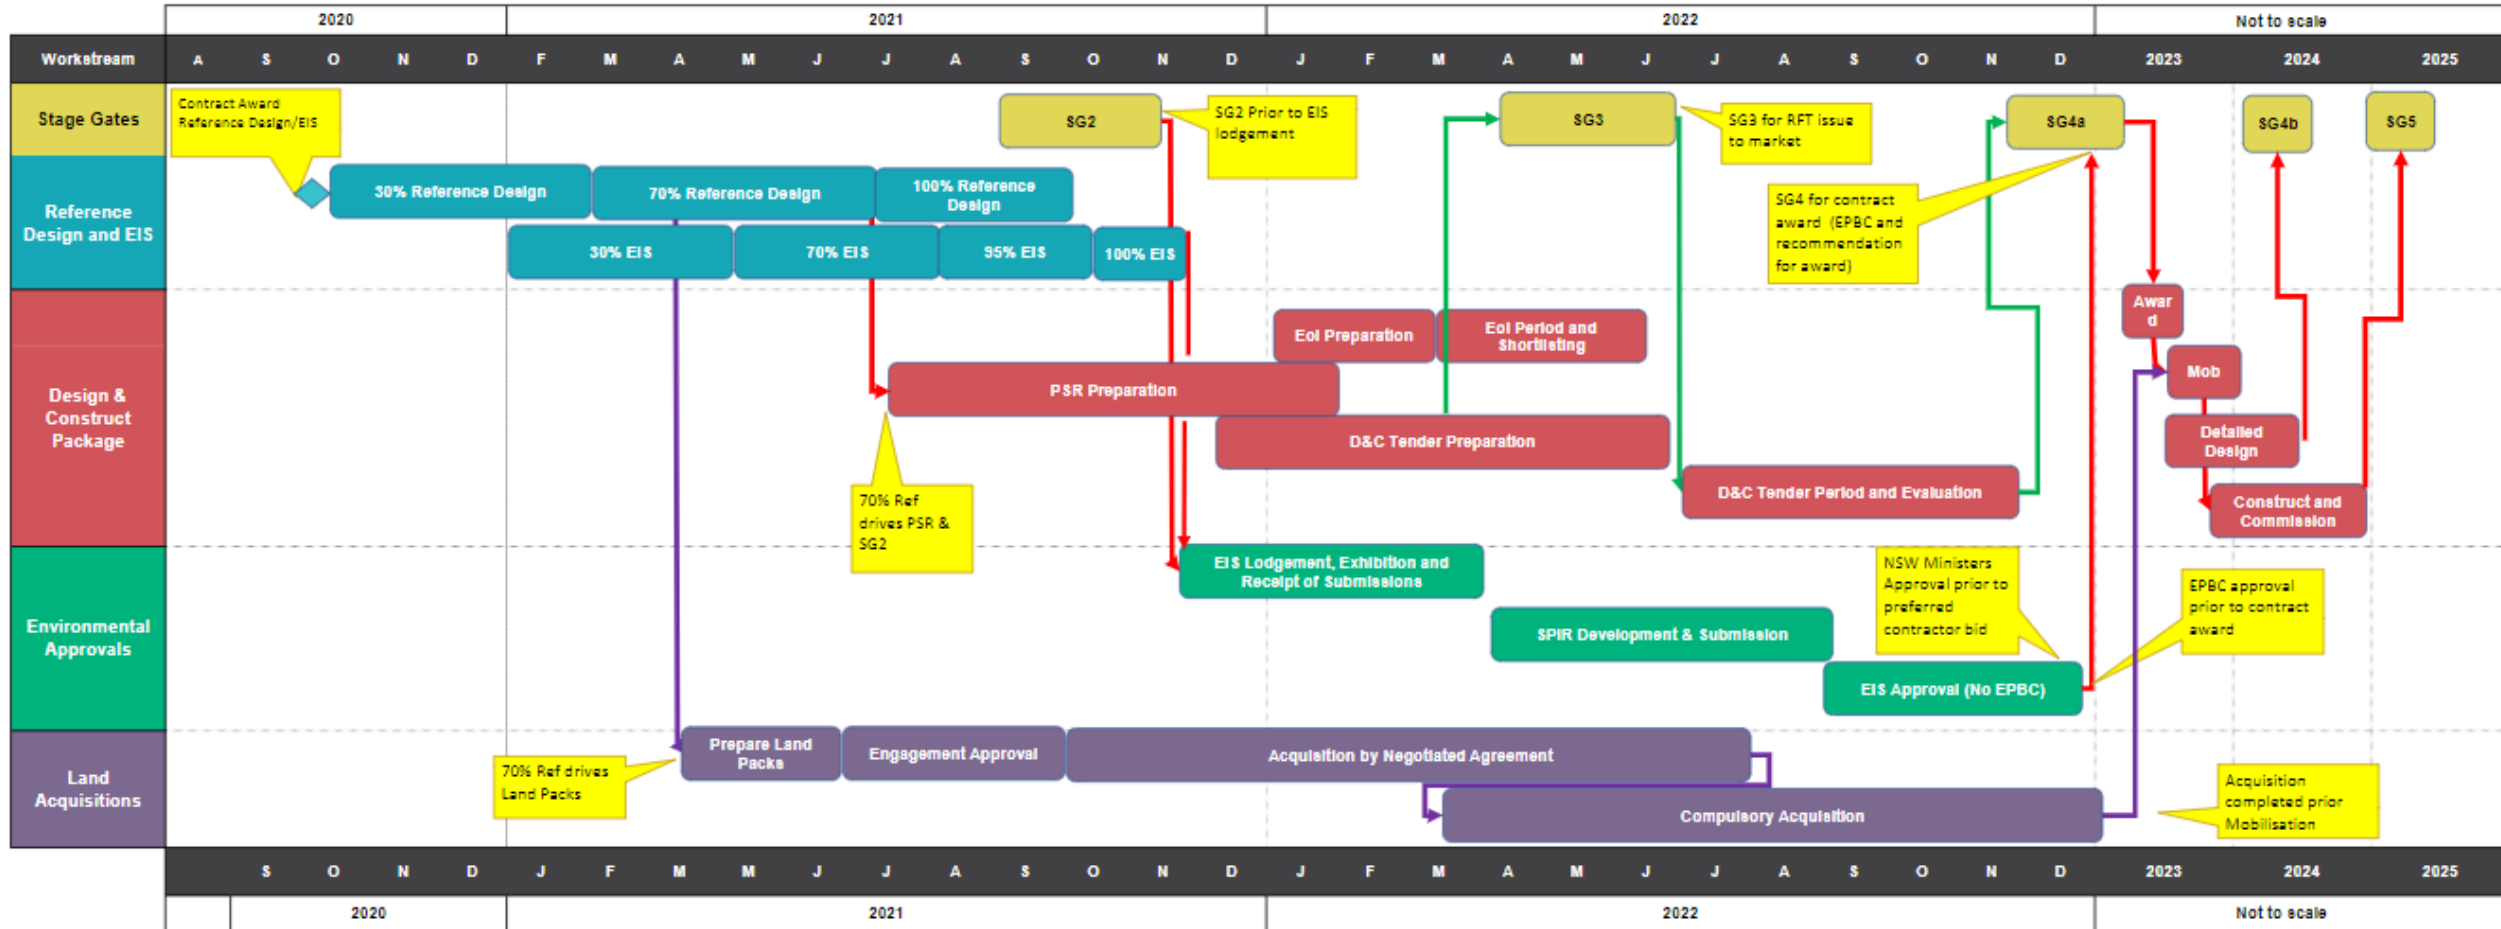 2020 2021 2022 Not to scale
Workstream A S O N D F M A M J J A S O N D J F M A M J J A S O N D 2023 2024 2025
Stage Gates
Contract Award
Reference Design/EIS
SG2
SG2 Prior to EIS
lodgement
SG3
SG3 for RFT issue
to market
SG4a
SG4b
SG5
SG4 for contract
award (EPBC and
recommendation
for award)
Reference
Design and EIS
30% Reference Design
70% Reference Design
100% Reference
Design
30% EIS
70% EIS
95% EIS
100% EIS
Design &
Construct
Package
EoI Preparation
EoI Period and
Shortlisting
Awar
d
PSR Preparation
Mob
D&C Tender Preparation
Detailed
Design
70% Ref
drives PSR &
SG2
D&C Tender Period and Evaluation
Construct and
Commission
Environmental
Approvals
EIS Lodgement, Exhibition and
Receipt of Submissions
NSW Ministers
Approval prior to
preferred
contractor bid
EPBC approval
prior to contract
award
SPIR Development & Submission
EIS Approval (No EPBC)
Land
Acquisitions
70% Ref drives
Land Packs
Prepare Land
Packs
Engagement Approval
Acquisition by Negotiated Agreement
Compulsory Acquisition
Acquisition
completed prior
Mobilisation
S O N D J F M M J J A S O N D J F M A M J J A S O N D 2023 2024 2025
2020 2021 2022 Not to scale